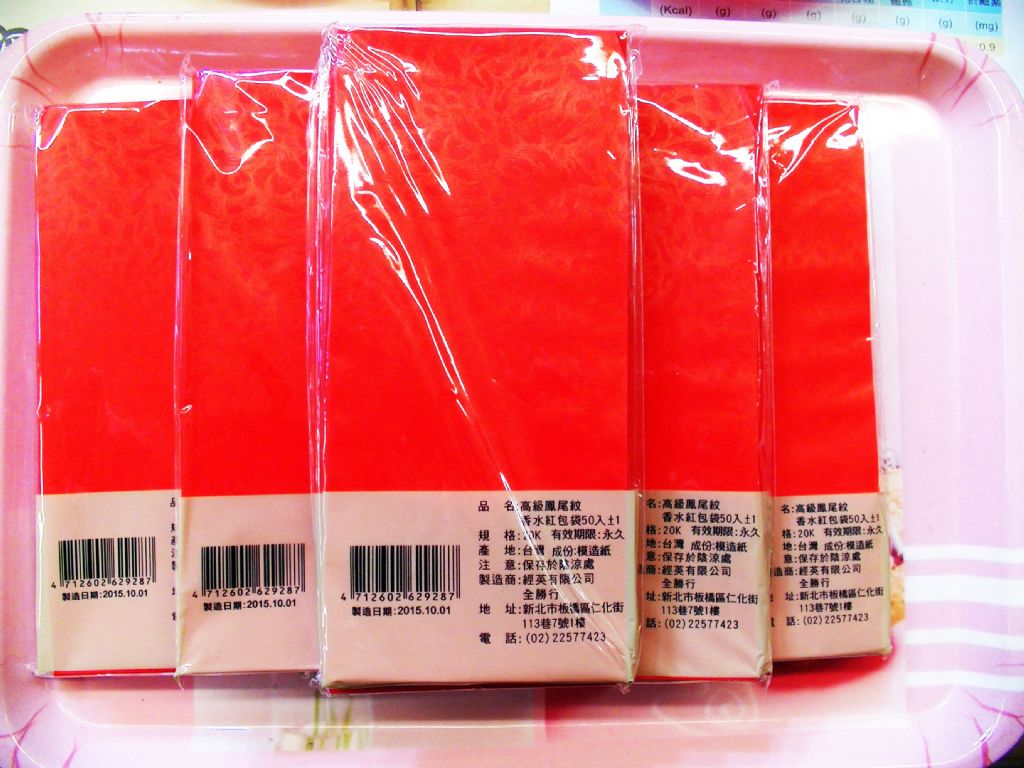 (Kcal) (g) (g) (g) (g) (g) (g) (mg)
0.9
4 712602 629287
製造日期:2015.10.01
4 712602 629287
製造日期:2015.10.01
4 712602 629287
製造日期:2015.10.01
品 名:高級鳳尾紋
香水紅包袋50入±1
規 格:20K 有效期限:永久
產 地:台灣 成份:模造紙
注 意:保存於陰涼處
製造商:經英有限公司
全勝行
地 址:新北市板橋區仁化街
113巷7號1樓
電 話:(02)22577423
名:高級鳳尾紋
香水紅包袋50入±1
格:20K 有效期限:永久
地:台灣 成份:模造紙
意:保存於陰涼處
商:經英有限公司
全勝行
址:新北市板橋區仁化街
113巷7號1樓
話:(02)22577423
名:高級鳳尾紋
香水紅包袋50入±1
格:20K 有效期限:永久
地:台灣 成份:模造紙
意:保存於陰涼處
造商:經英有限公司
全勝行
址:新北市板橋區仁化街
113巷7號1樓
話:(02)22577423